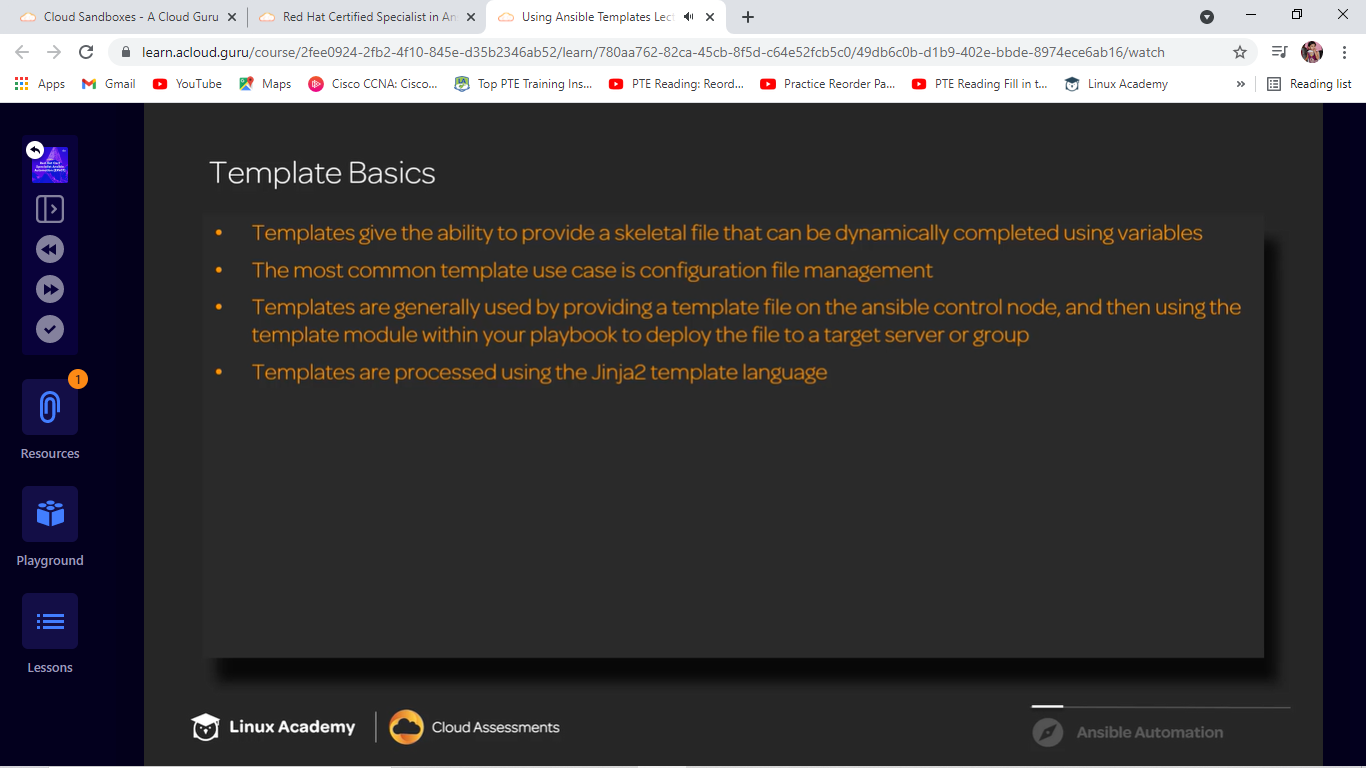 Cloud Sandboxes - A Cloud Guru
Red Hat Certified Specialist in An
Using Ansible Templates Lect
learn.acloud.guru/course/2fee0924-2fb2-4f10-845e-d35b2346ab52/learn/780aa762-82ca-45cb-8f5d-c64e52fcb5c0/49db6c0b-d1b9-402e-bbde-8974ece6ab16/watch
Apps
Gmail
YouTube
Maps
Cisco CCNA: Cisco...
Top PTE Training Ins...
PTE Reading: Reord...
Practice Reorder Pa...
PTE Reading Fill in t...
Linux Academy
»
Reading list
Template Basics
• Templates give the ability to provide a skeletal file that can be dynamically completed using variables
• The most common template use case is configuration file management
• Templates are generally used by providing a template file on the ansible control node, and then using the
template module within your playbook to deploy the file to a target server or group
• Templates are processed using the Jinja2 template language
1
Resources
Playground
Lessons
Linux Academy
Cloud Assessments
Ansible Automation